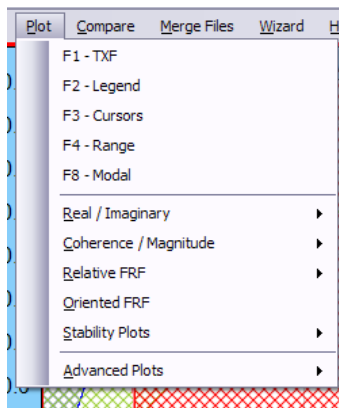 Plot Compare Merge Files Wizard H
F1 - TXF
F2 - Legend
F3 - Cursors
F4 - Range
F8 - Modal
Real / Imaginary
Coherence / Magnitude
Relative FRF
Oriented FRF
Stability Plots
Advanced Plots